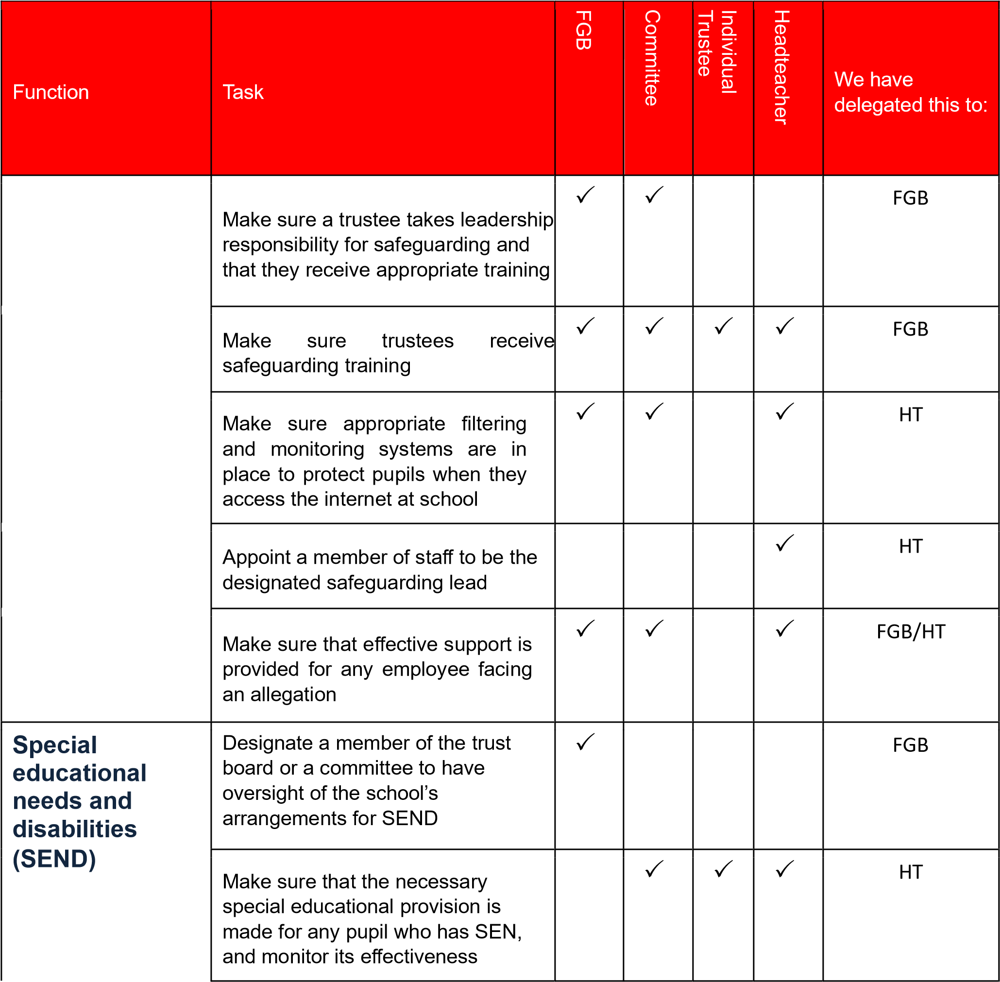 Function
Task
FGB
Committee
Individual
Trustee
Headteacher
We have
delegated this to:
Make sure a trustee takes leadership
responsibility for safeguarding and
that they receive appropriate training
✓ ✓ FGB
Make sure trustees receive
safeguarding training
✓ ✓ ✓ ✓ FGB
Make sure appropriate filtering
and monitoring systems are in
place to protect pupils when they
access the internet at school
✓ ✓ ✓ HT
Appoint a member of staff to be the
designated safeguarding lead
✓ HT
Make sure that effective support is
provided for any employee facing
an allegation
✓ ✓ ✓ FGB/HT
Special
educational
needs and
disabilities
(SEND)
Designate a member of the trust
board or a committee to have
oversight of the school’s
arrangements for SEND
✓ FGB
Make sure that the necessary
special educational provision is
made for any pupil who has SEN,
and monitor its effectiveness
✓ ✓ ✓ HT